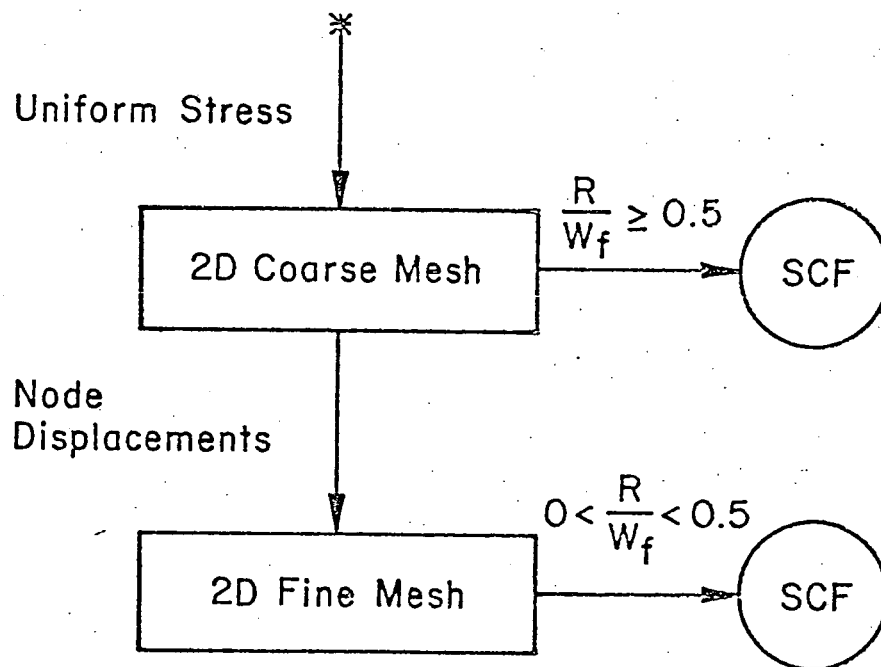 Uniform Stress
R/W_f ≥ 0.5
2D Coarse Mesh
SCF
Node
Displacements
0 < R/W_f < 0.5
2D Fine Mesh
SCF